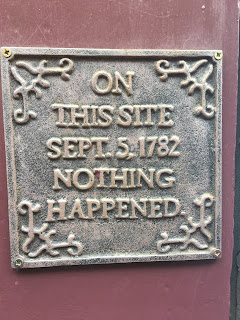 ON
THIS SITE
SEPT. 5, 1782
NOTHING
HAPPENED